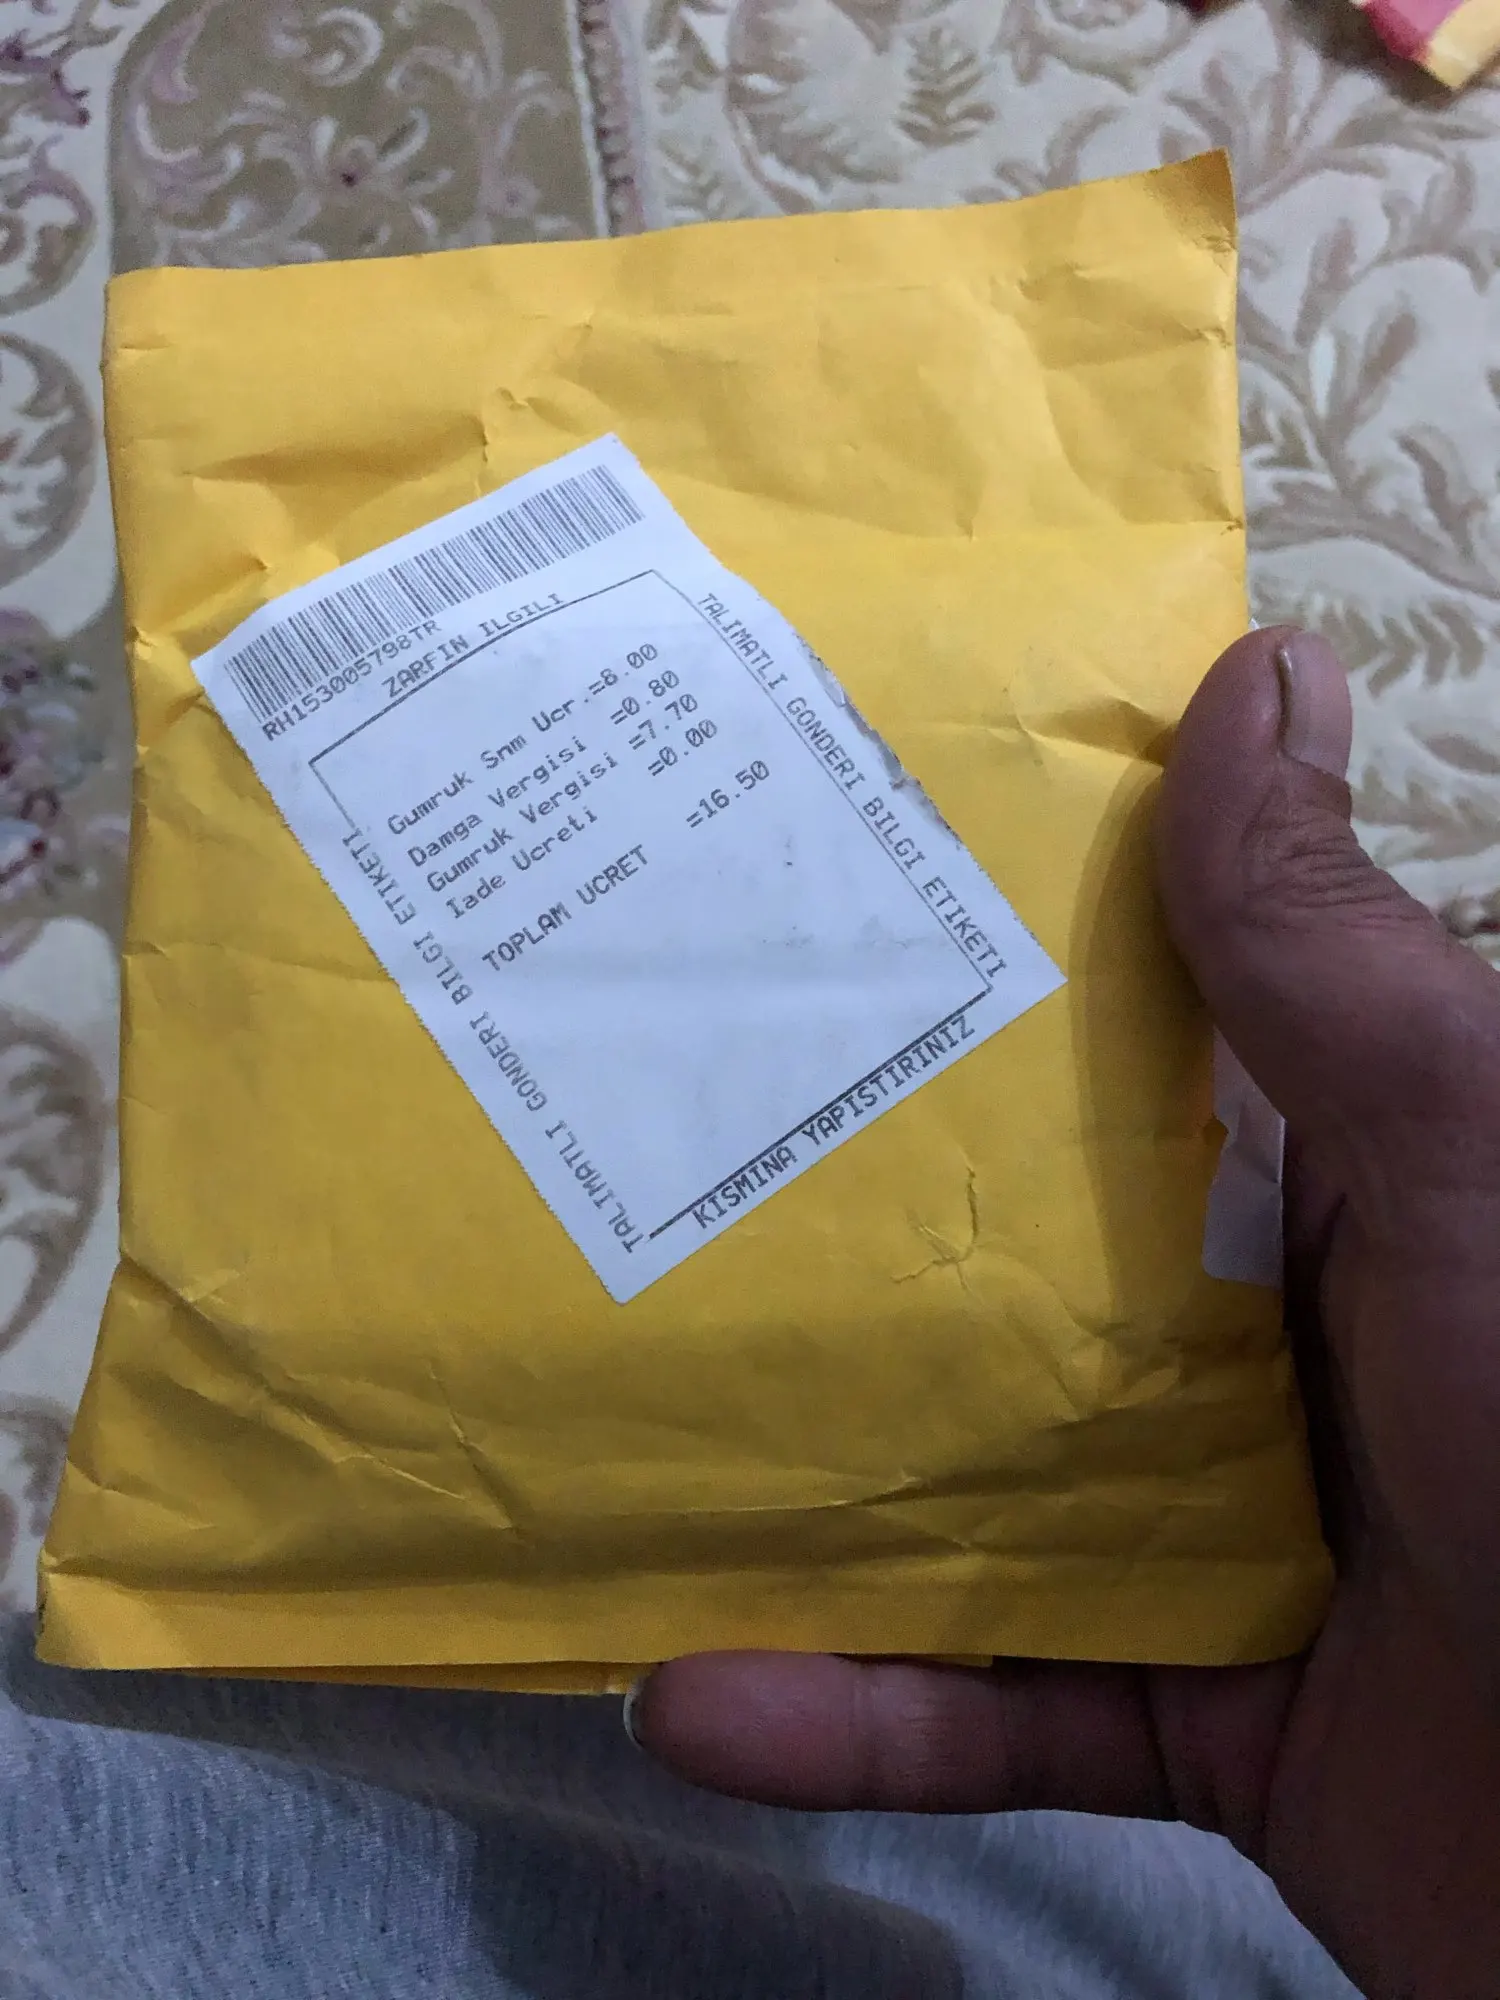 RH153005798TR
ZARFIN ILGILI
Gumruk Snm Ucr.=8.00
Damga Vergisi =0.80
Gumruk Vergisi =7.70
Iade Ucreti =0.00
TOPLAM UCRET =16.50
TALIMATLI GONDERI BILGI ETIKETI
TALIMATLI GONDERI BILGI ETIKETI
KISMINA YAPISTIRINIZ